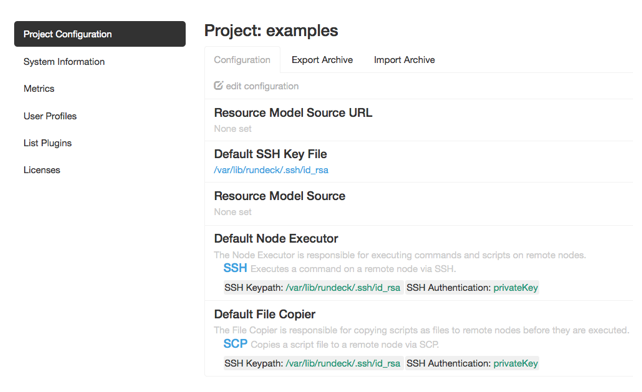 Project Configuration
System Information
Metrics
User Profiles
List Plugins
Licenses
Project: examples
Configuration Export Archive Import Archive
edit configuration
Resource Model Source URL
None set
Default SSH Key File
/var/lib/rundeck/.ssh/id_rsa
Resource Model Source
None set
Default Node Executor
The Node Executor is responsible for executing commands and scripts on remote nodes.
SSH Executes a command on a remote node via SSH.
SSH Keypath: /var/lib/rundeck/.ssh/id_rsa SSH Authentication: privateKey
Default File Copier
The File Copier is responsible for copying scripts as files to remote nodes before they are executed.
SCP Copies a script file to a remote node via SCP.
SSH Keypath: /var/lib/rundeck/.ssh/id_rsa SSH Authentication: privateKey